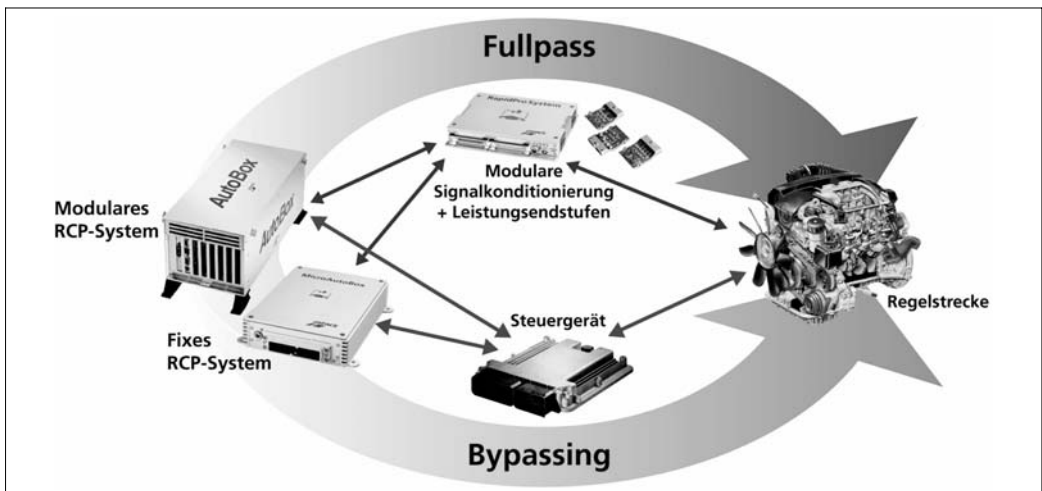 Fullpass
RapidPro System
AutoBox
AutoBox
Modulare
Signalkonditionierung
+ Leistungsendstufen
Modulares
RCP-System
MicroAutoBox
Steuergerät
Regelstrecke
Fixes
RCP-System
Bypassing